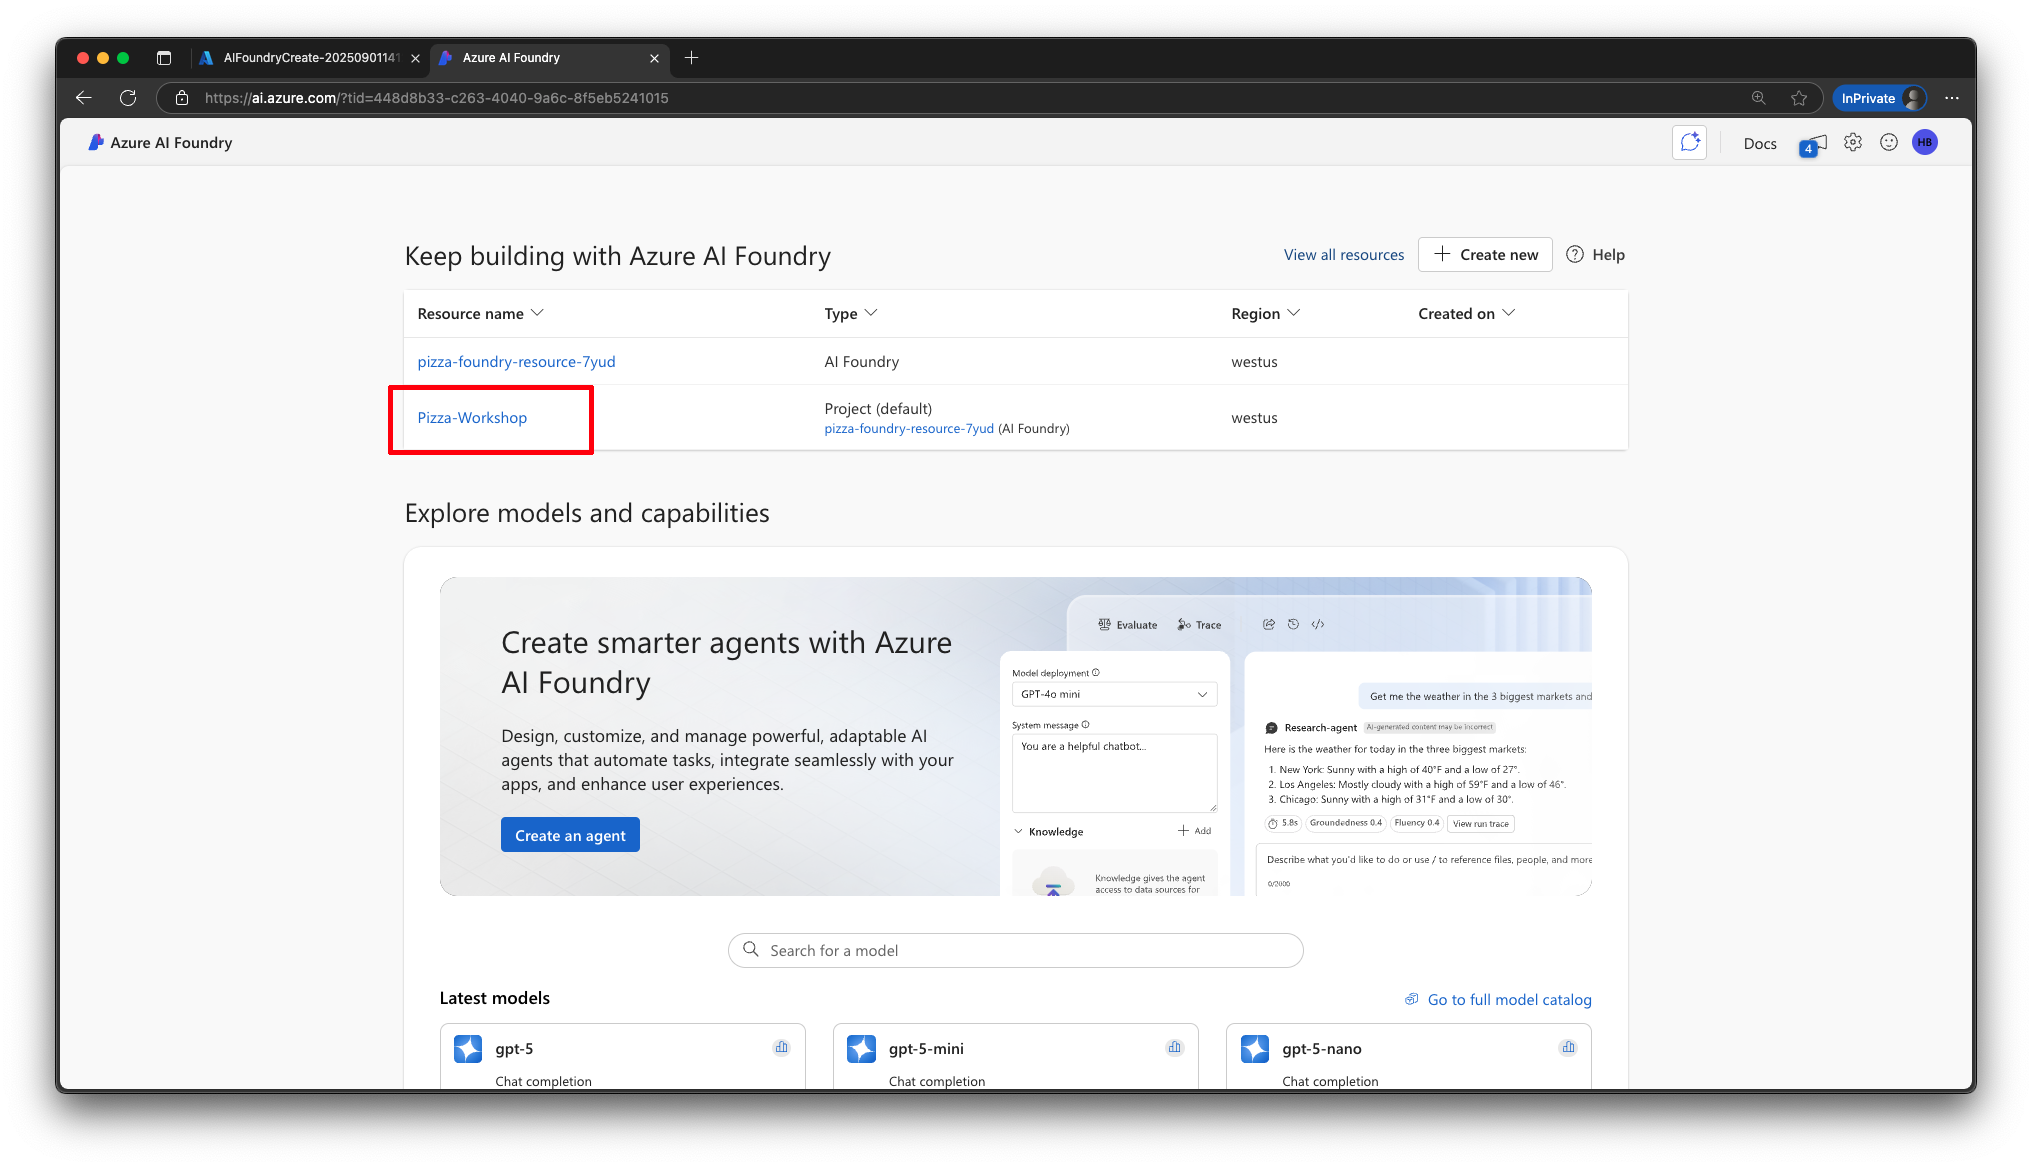 AIFoundryCreate-2025090114
Azure AI Foundry
https://ai.azure.com/?tid=448d8b33-c263-4040-9a6c-8f5eb5241015
InPrivate
Azure AI Foundry
Docs
4
HB
Keep building with Azure AI Foundry
View all resources
Create new
Help
Resource name
Type
Region
Created on
pizza-foundry-resource-7yud
AI Foundry
westus
Pizza-Workshop
Project (default)
pizza-foundry-resource-7yud (AI Foundry)
westus
Explore models and capabilities
Create smarter agents with Azure
AI Foundry
Design, customize, and manage powerful, adaptable AI
agents that automate tasks, integrate seamlessly with your
apps, and enhance user experiences.
Create an agent
Evaluate
Trace
Model deployment
GPT-4o mini
System message
You are a helpful chatbot...
Knowledge
Add
Knowledge gives the agent
access to data sources for
Get me the weather in the 3 biggest markets and
Research-agent
AI-generated content may be incorrect
Here is the weather for today in the three biggest markets:
1. New York: Sunny with a high of 40°F and a low of 27°.
2. Los Angeles: Mostly cloudy with a high of 59°F and a low of 46°.
3. Chicago: Sunny with a high of 31°F and a low of 30°.
5.8s
Groundedness 0.4
Fluency 0.4
View run trace
Describe what you'd like to do or use / to reference files, people, and more
0/2000
Search for a model
Latest models
Go to full model catalog
gpt-5
Chat completion
gpt-5-mini
Chat completion
gpt-5-nano
Chat completion